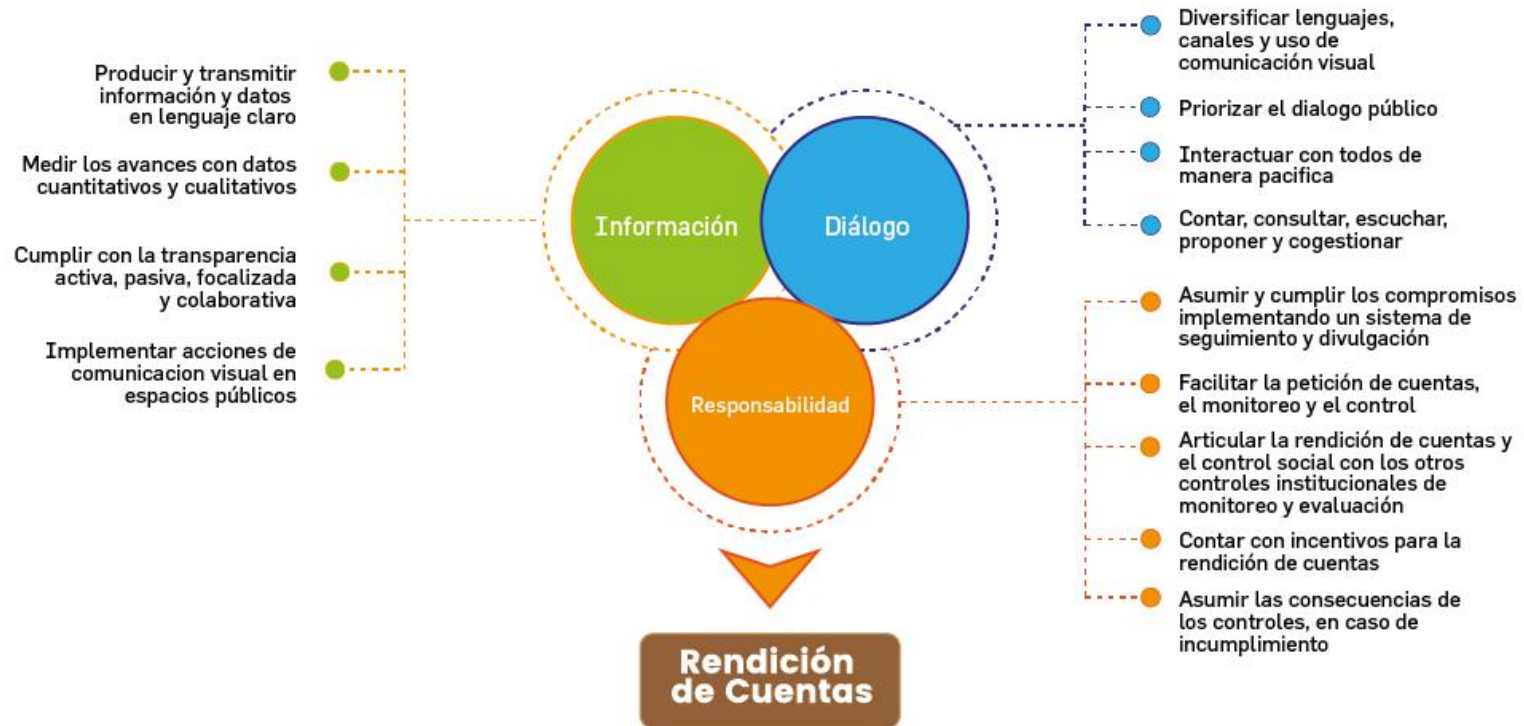 Producir y transmitir
información y datos
en lenguaje claro
Medir los avances con datos
cuantitativos y cualitativos
Cumplir con la transparencia
activa, pasiva, focalizada
y colaborativa
Implementar acciones de
comunicacion visual en
espacios públicos
Información
Diálogo
Responsabilidad
Diversificar lenguajes,
canales y uso de
comunicación visual
Priorizar el dialogo público
Interactuar con todos de
manera pacifica
Contar, consultar, escuchar,
proponer y cogestionar
Asumir y cumplir los compromisos
implementando un sistema de
seguimiento y divulgación
Facilitar la petición de cuentas,
el monitoreo y el control
Articular la rendición de cuentas y
el control social con los otros
controles institucionales de
monitoreo y evaluación
Contar con incentivos para la
rendición de cuentas
Asumir las consecuencias de
los controles, en caso de
incumplimiento
Rendición
de Cuentas